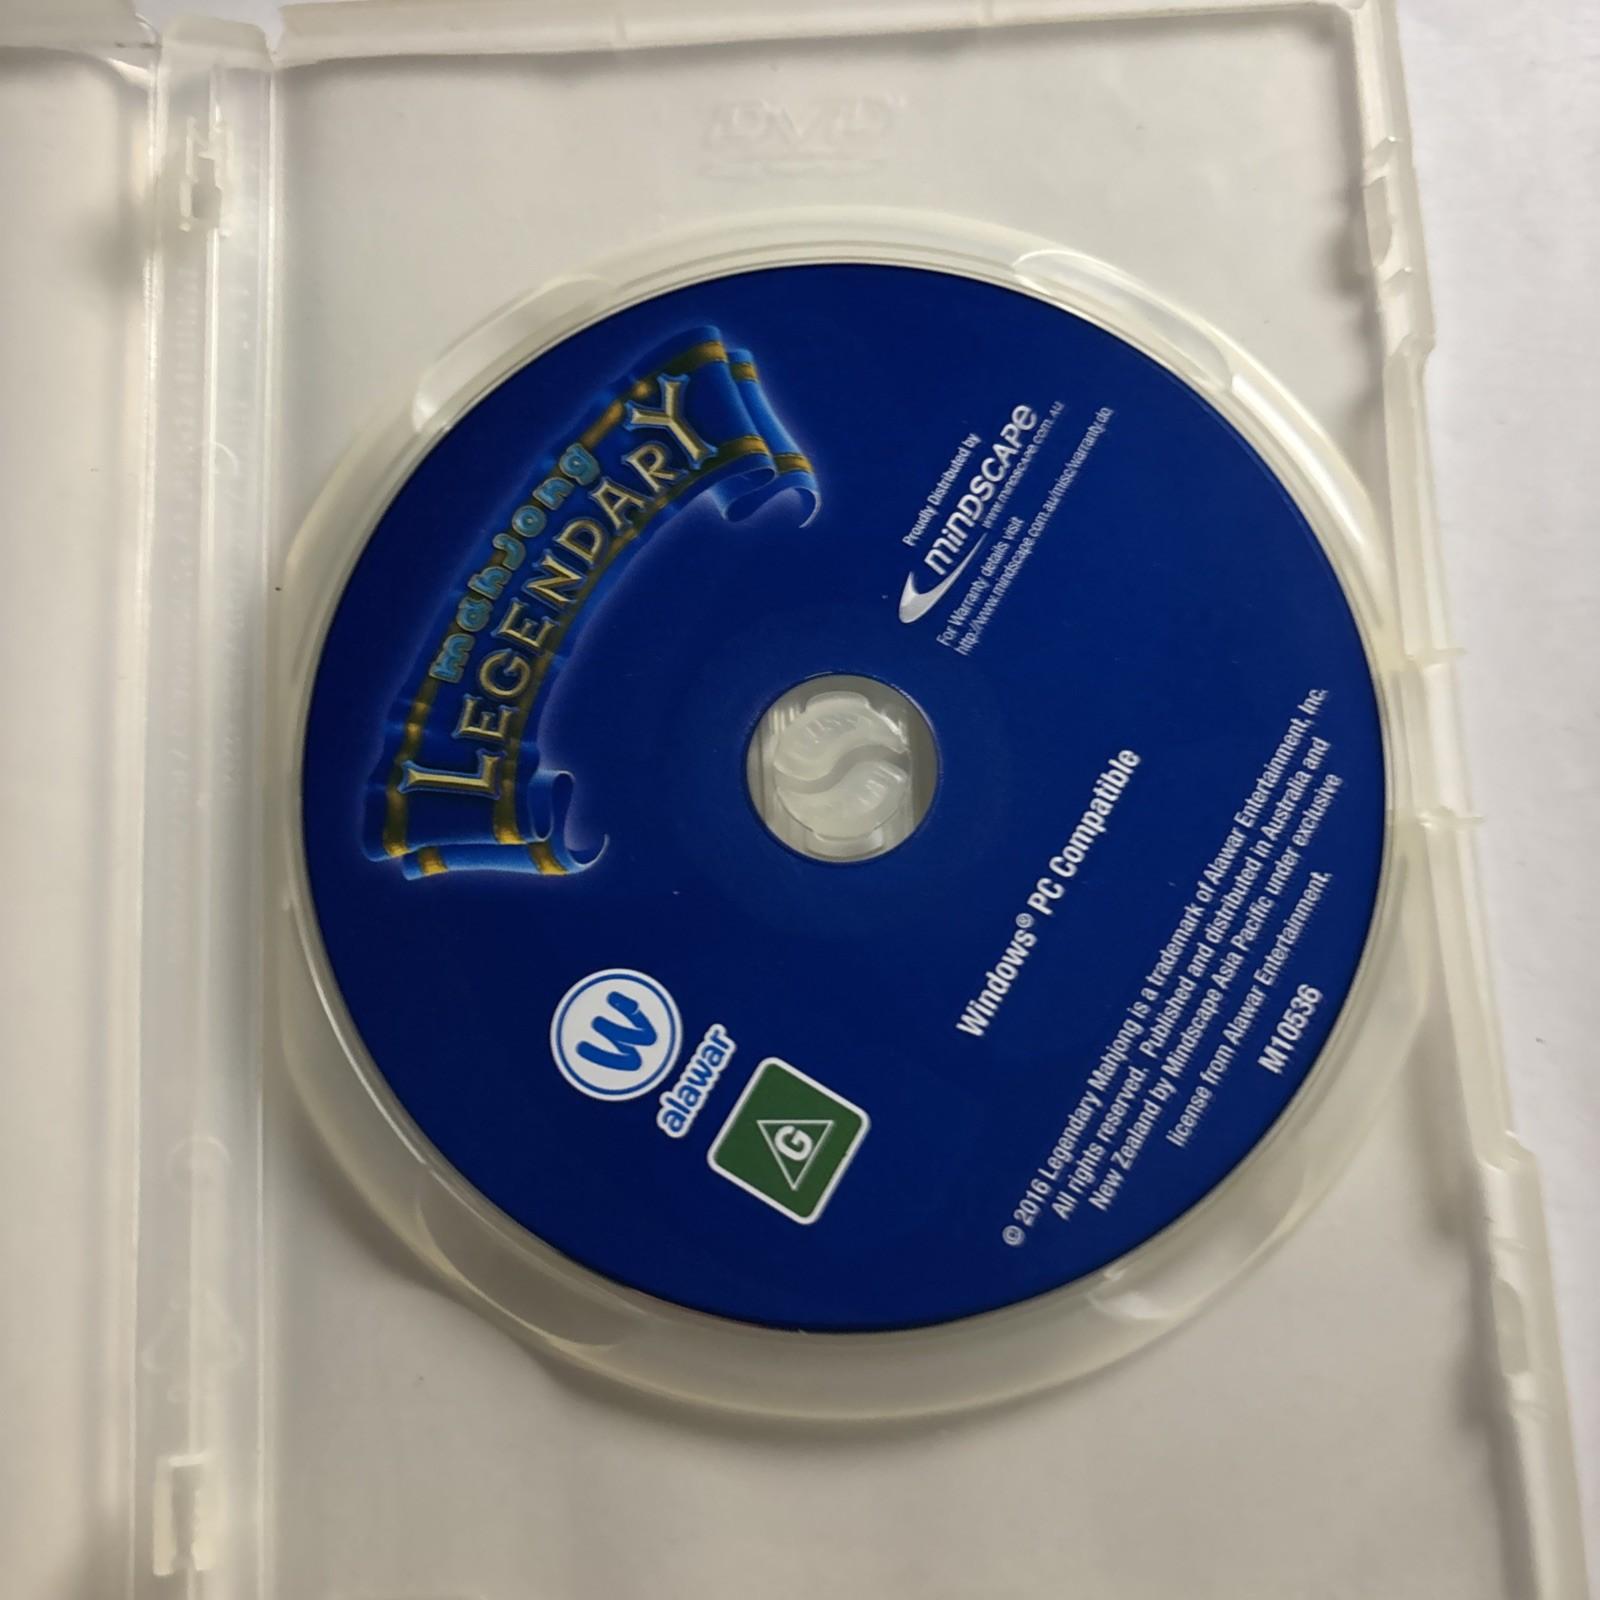 DVD
mahjong
LEGENDARY
Proudly Distributed by
MINDSCAPE
www.mindscape.com.au
For Warranty details visit
http://www.mindscape.com.au/misc/warranty.do
Windows® PC Compatible
W
alawar
G
© 2016 Legendary Mahjong is a trademark of Alawar Entertainment, Inc.
All rights reserved. Published and distributed in Australia and
New Zealand by Mindscape Asia Pacific under exclusive
license from Alawar Entertainment.
M10536